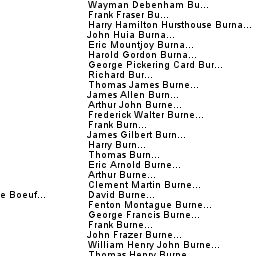 Wayman Debenham Bu...
Frank Fraser Bu...
Harry Hamilton Hursthouse Burna...
John Huia Burna...
Eric Mountjoy Burna...
Harold Gordon Burna...
George Pickering Card Bur...
Richard Bur...
Thomas James Burne...
James Allen Burn...
Arthur John Burne...
Frederick Walter Burne...
Frank Burn...
James Gilbert Burn...
Harry Burn...
Thomas Burn...
Eric Arnold Burne...
Arthur Burne...
Clement Martin Burne...
e Boeuf... David Burne...
Fenton Montague Burne...
George Francis Burne...
Frank Burne...
John Frazer Burne...
William Henry John Burne...
Thomas Henry Burne